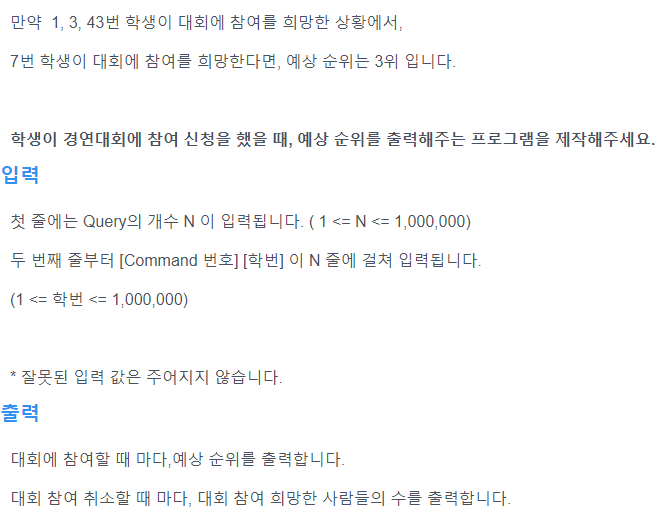 만약 1, 3, 43번 학생이 대회에 참여를 희망한 상황에서,
7번 학생이 대회에 참여를 희망한다면, 예상 순위는 3위 입니다.
학생이 경연대회에 참여 신청을 했을 때, 예상 순위를 출력해주는 프로그램을 제작해주세요.
입력
첫 줄에는 Query의 개수 N 이 입력됩니다. ( 1 <= N <= 1,000,000)
두 번째 줄부터 [Command 번호] [학번] 이 N 줄에 걸쳐 입력됩니다.
(1 <= 학번 <= 1,000,000)
* 잘못된 입력 값은 주어지지 않습니다.
출력
대회에 참여할 때 마다,예상 순위를 출력합니다.
대회 참여 취소할 때 마다, 대회 참여 희망한 사람들의 수를 출력합니다.